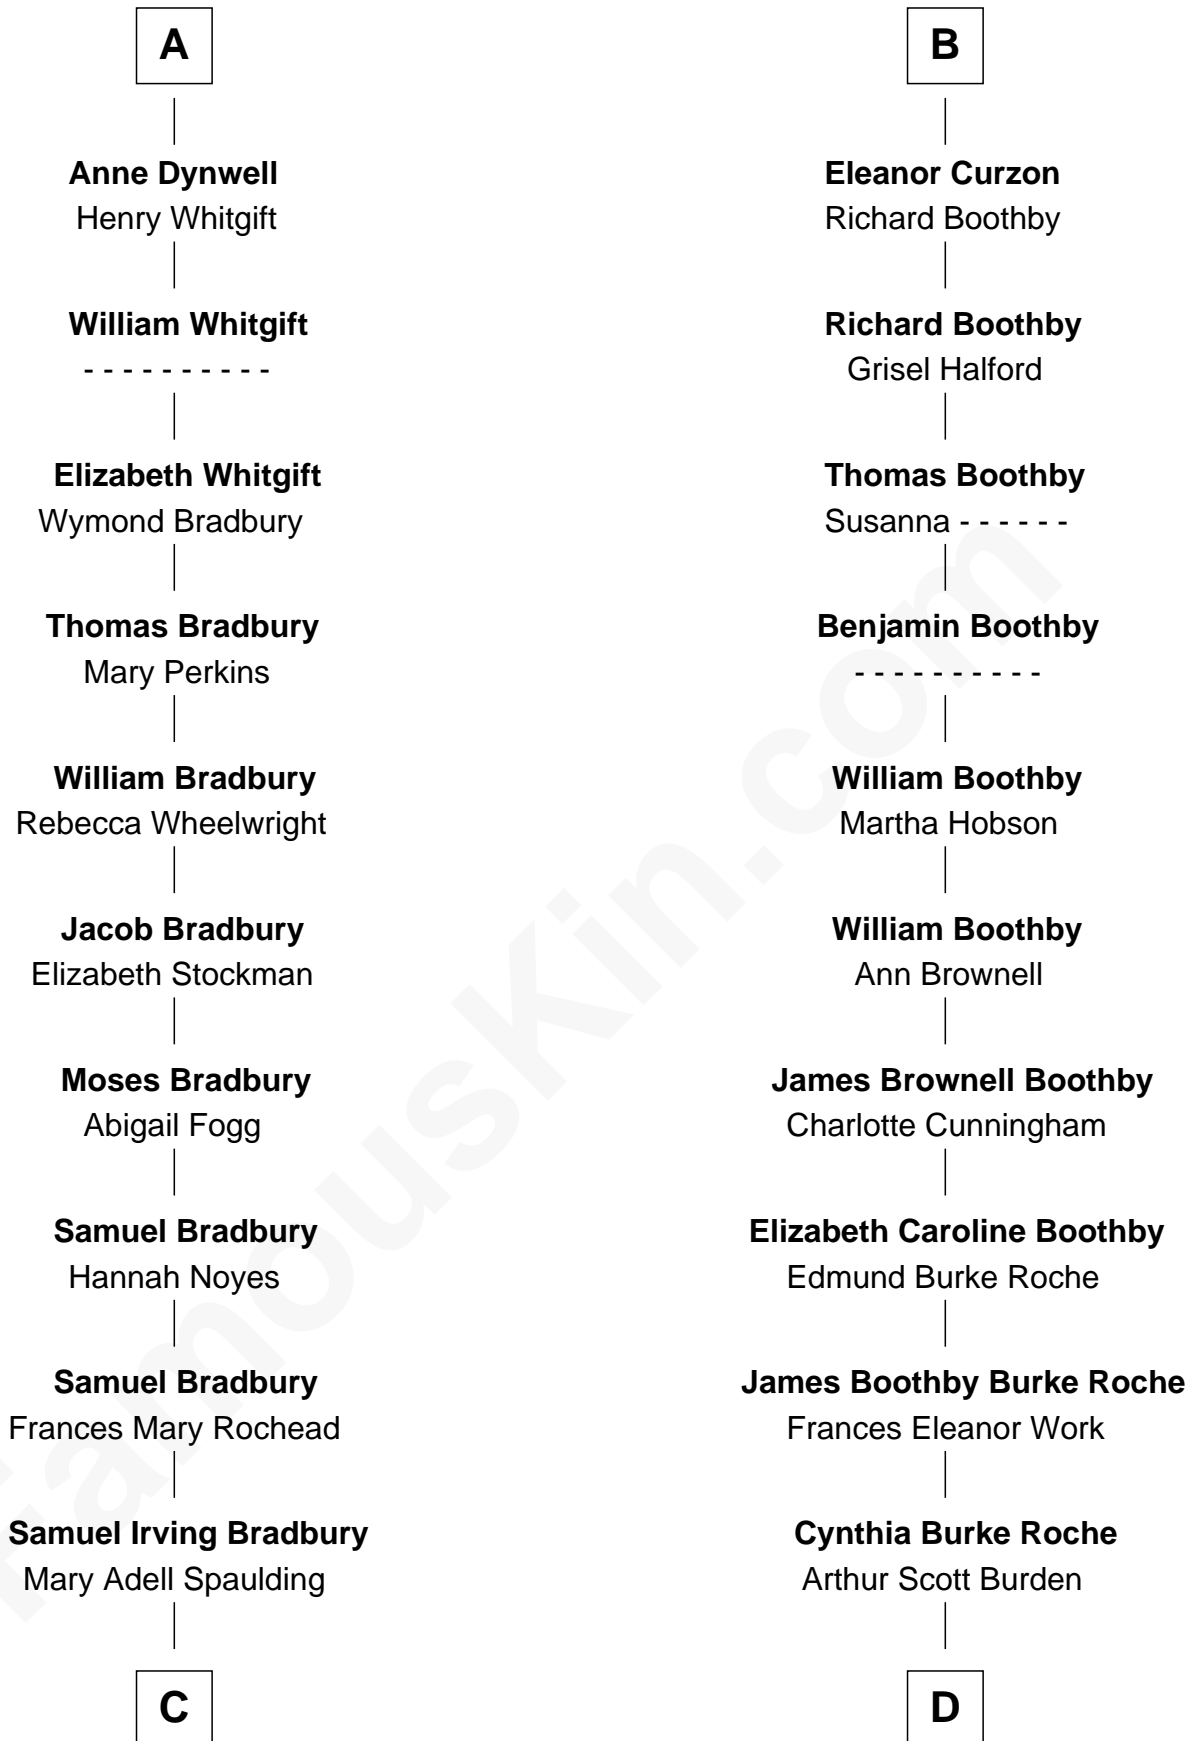 A
Anne Dynwell
Henry Whitgift
William Whitgift
- - - - - - - - - -
Elizabeth Whitgift
Wymond Bradbury
Thomas Bradbury
Mary Perkins
William Bradbury
Rebecca Wheelwright
Jacob Bradbury
Elizabeth Stockman
Moses Bradbury
Abigail Fogg
Samuel Bradbury
Hannah Noyes
Samuel Bradbury
Frances Mary Rochead
Samuel Irving Bradbury
Mary Adell Spaulding
C
B
Eleanor Curzon
Richard Boothby
Richard Boothby
Grisel Halford
Thomas Boothby
Susanna - - - - - -
Benjamin Boothby
- - - - - - - - - -
William Boothby
Martha Hobson
William Boothby
Ann Brownell
James Brownell Boothby
Charlotte Cunningham
Elizabeth Caroline Boothby
Edmund Burke Roche
James Boothby Burke Roche
Frances Eleanor Work
Cynthia Burke Roche
Arthur Scott Burden
D
FamousKin.com